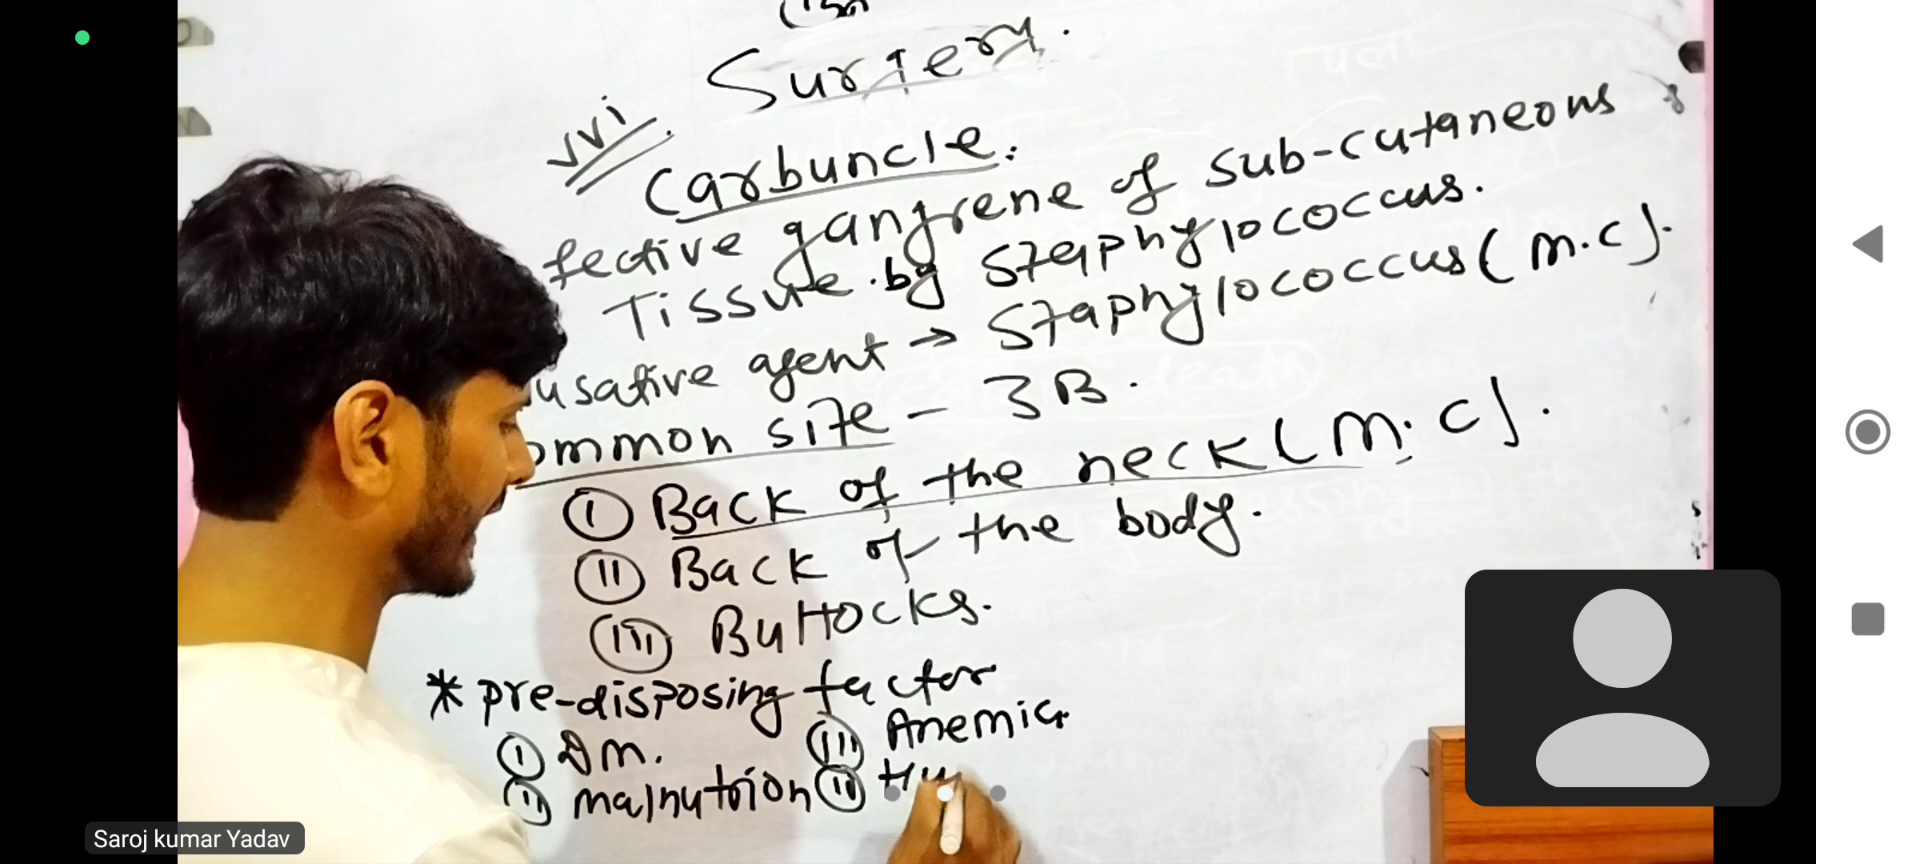 Surgery.
vvi
Carbuncle:
fective gangrene of sub-cutaneous
Tissue by Staphylococcus.
usative agent → Staphylococcus (m.c).
ommon site - 3B.
(i) Back of the neck (m.c).
(ii) Back of the body.
(iii) Buttocks.
* pre-disposing factor
(i) DM. (iii) Anemia
(ii) malnutrion (iv)
Saroj kumar Yadav